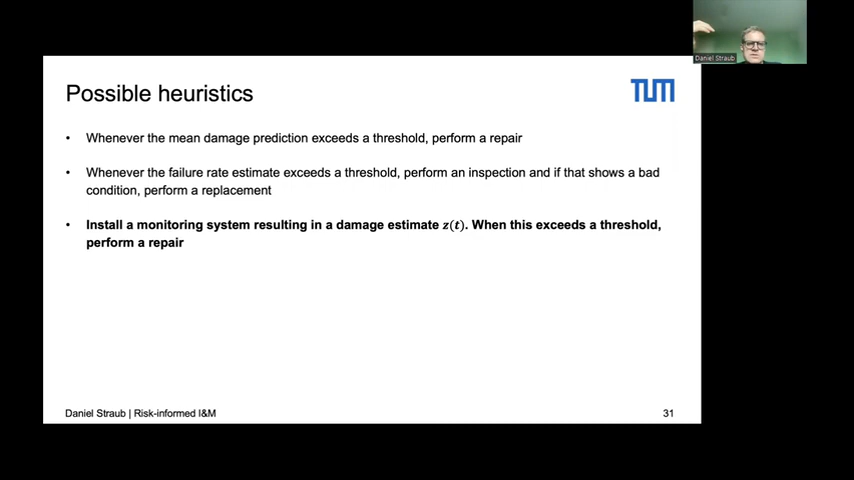 Daniel Straub
Possible heuristics
TUM
• Whenever the mean damage prediction exceeds a threshold, perform a repair
• Whenever the failure rate estimate exceeds a threshold, perform an inspection and if that shows a bad
condition, perform a replacement
• Install a monitoring system resulting in a damage estimate z(t). When this exceeds a threshold,
perform a repair
Daniel Straub | Risk-informed I&M
31